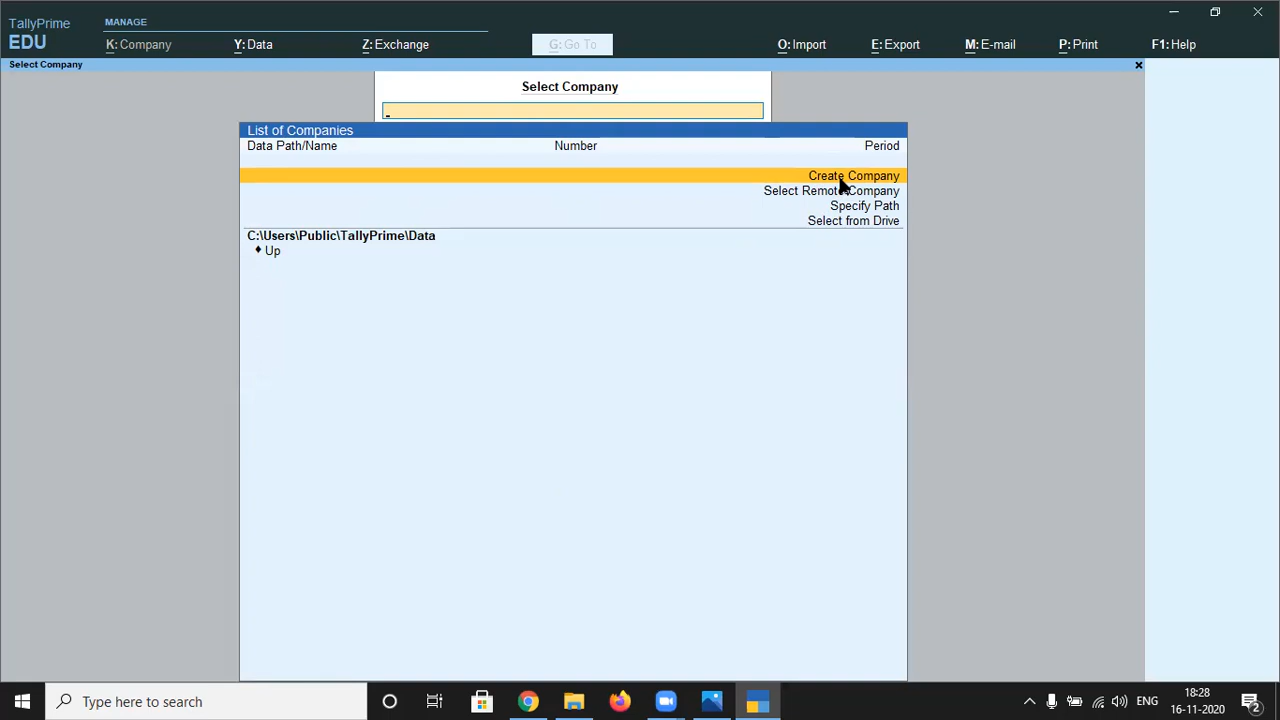 TallyPrime
EDU
MANAGE
K: Company
Y: Data
Z: Exchange
G: Go To
O: Import
E: Export
M: E-mail
P: Print
F1: Help
Select Company
Select Company
List of Companies
Data Path/Name
Number
Period
Create Company
Select Remote Company
Specify Path
Select from Drive
C:\Users\Public\TallyPrime\Data
♦ Up
Type here to search
ENG
18:28
16-11-2020
2